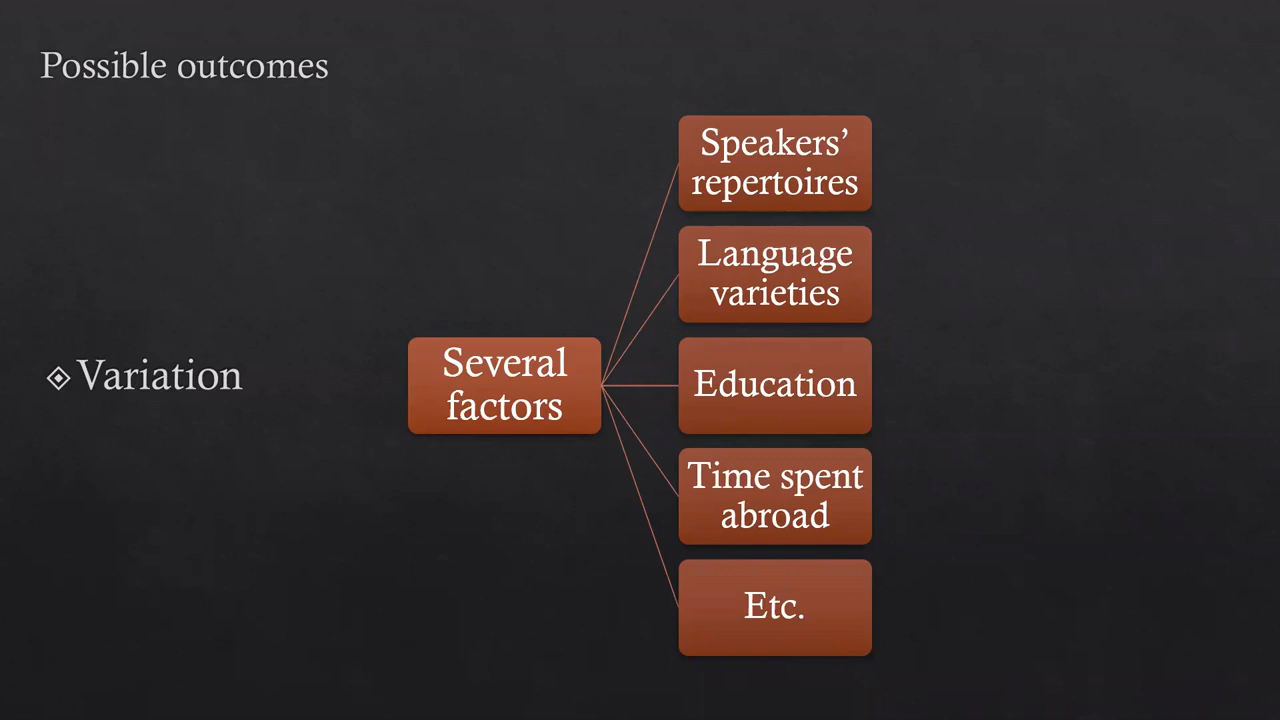 Possible outcomes
Variation
Several
factors
Speakers’
repertoires
Language
varieties
Education
Time spent
abroad
Etc.